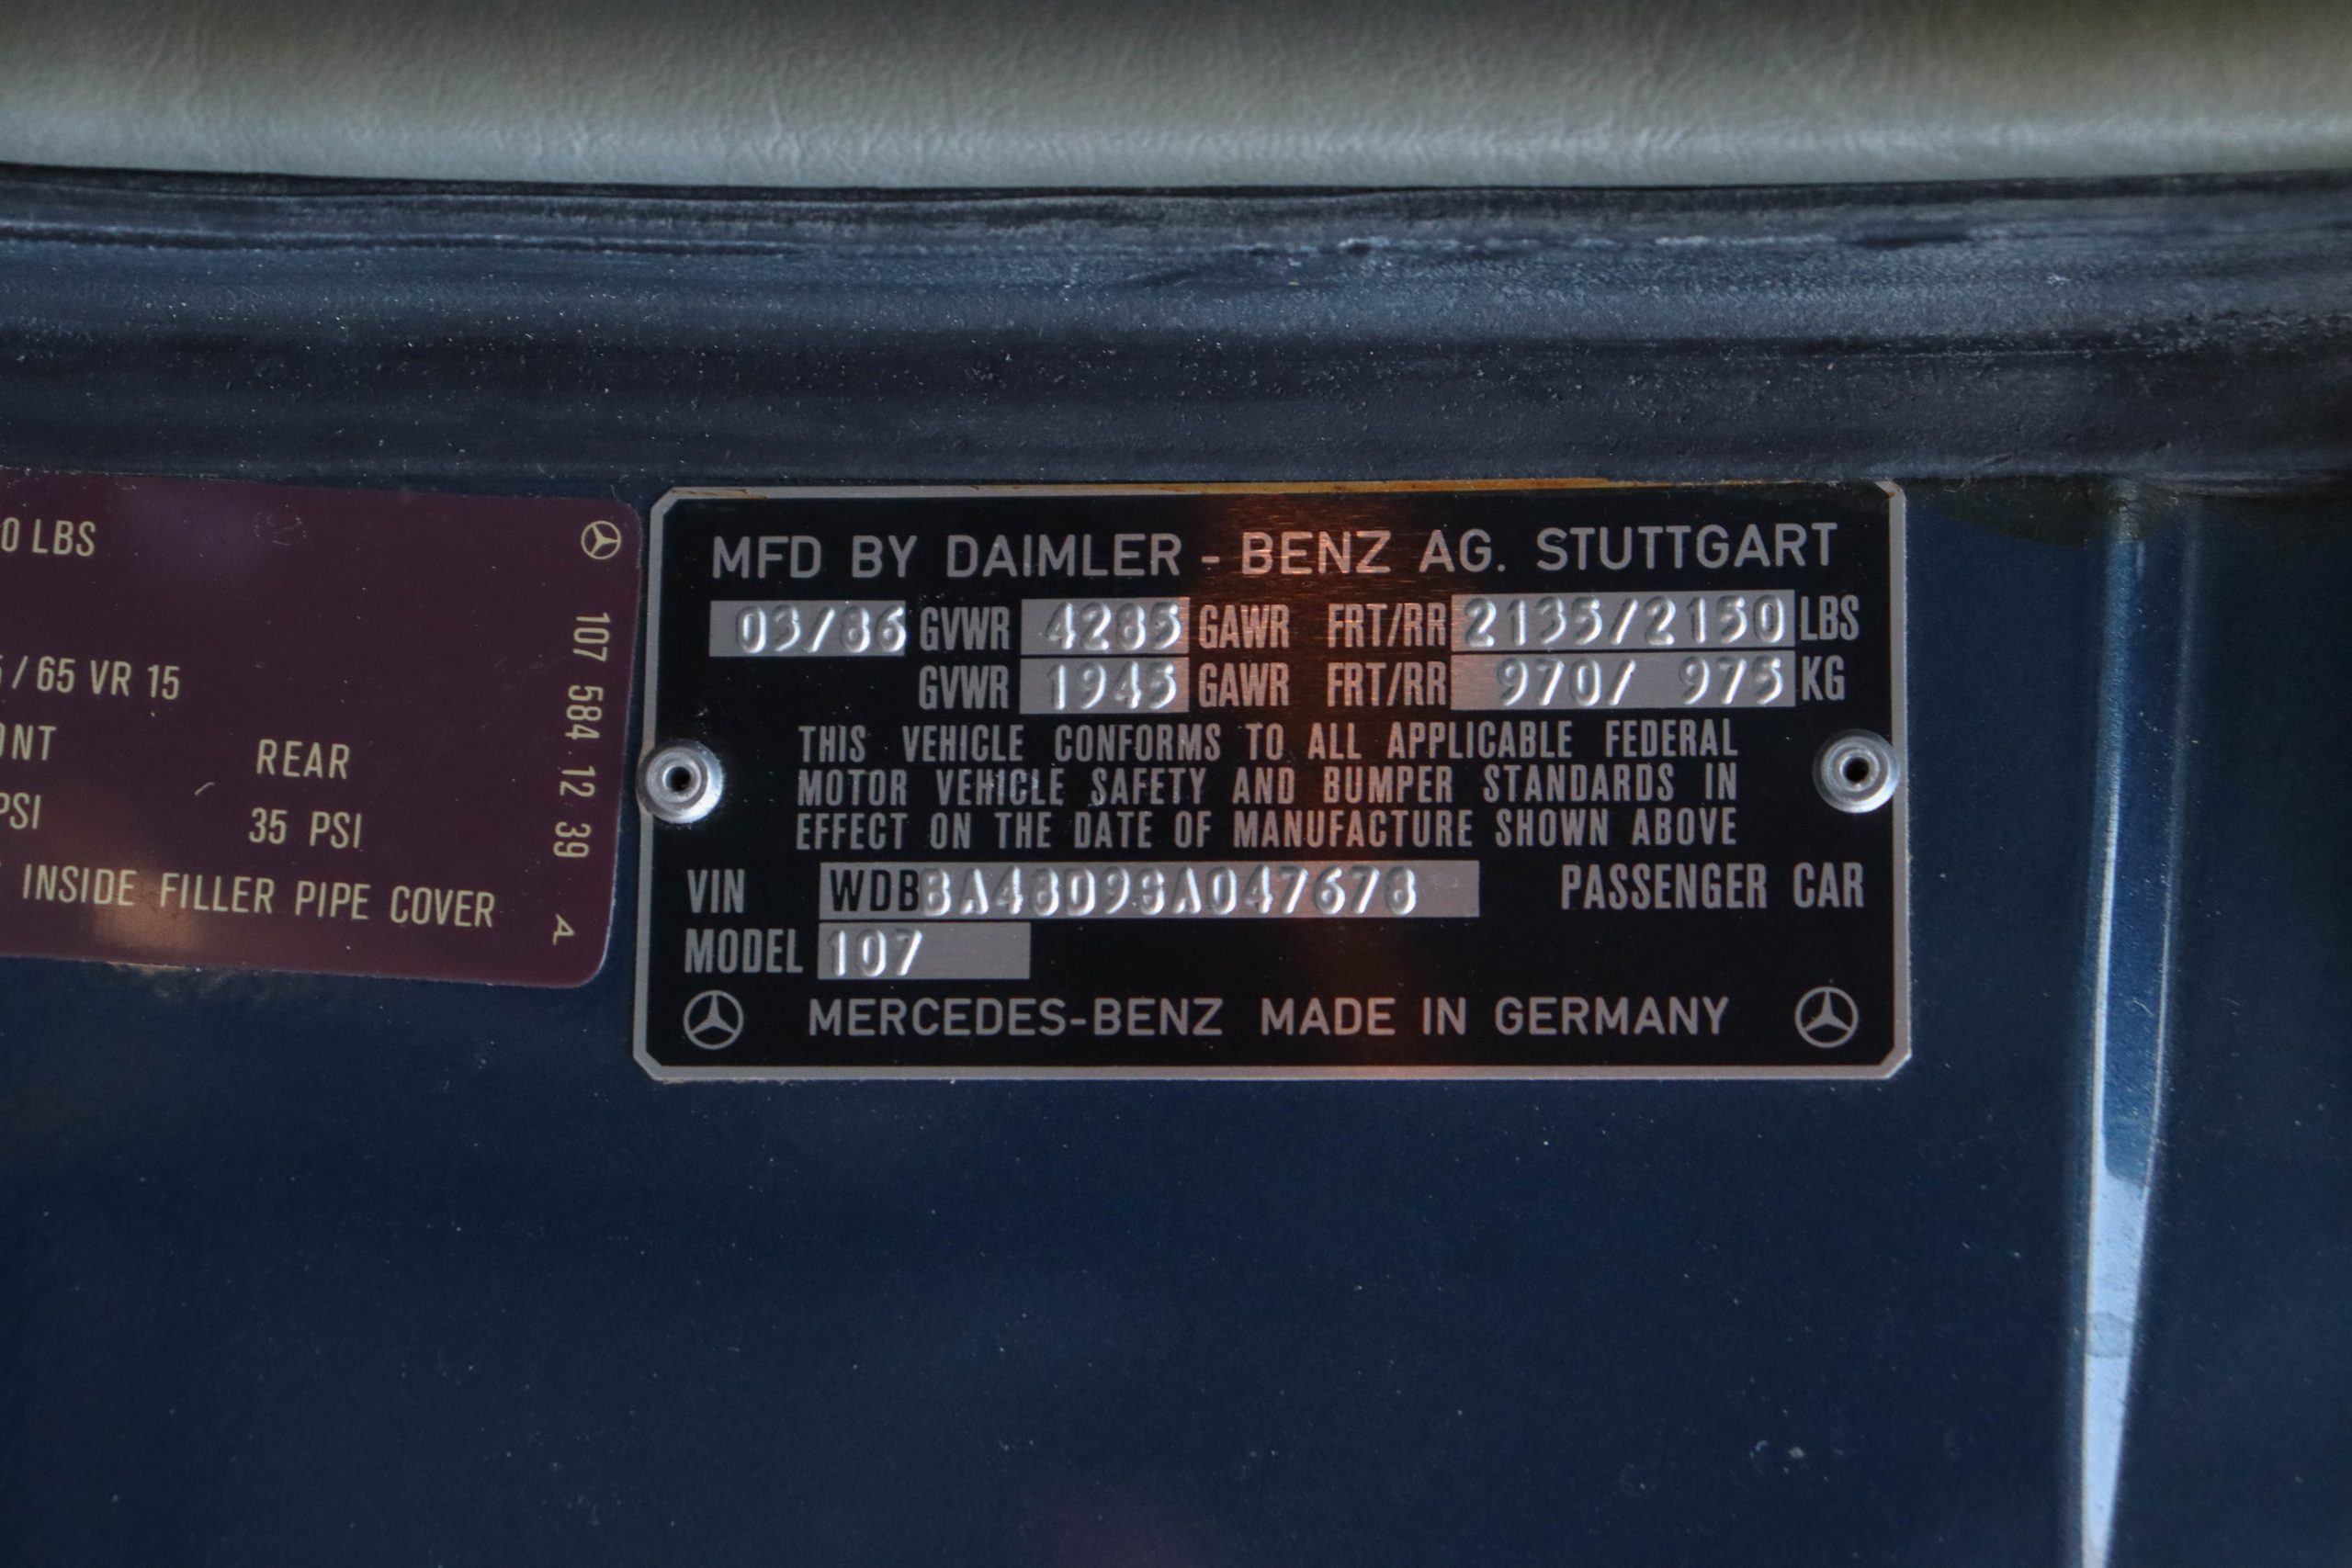 0 LBS
/ 65 VR 15
REAR
PSI 35 PSI
INSIDE FILLER PIPE COVER
107 584 12 39 A
MFD BY DAIMLER - BENZ AG. STUTTGART
03/86 GVWR 4285 GAWR FRT/RR 2135/2150 LBS
GVWR 1945 GAWR FRT/RR 970/ 975 KG
THIS VEHICLE CONFORMS TO ALL APPLICABLE FEDERAL
MOTOR VEHICLE SAFETY AND BUMPER STANDARDS IN
EFFECT ON THE DATE OF MANUFACTURE SHOWN ABOVE
VIN WDBBA48D9GA047678 PASSENGER CAR
MODEL 107
MERCEDES-BENZ MADE IN GERMANY